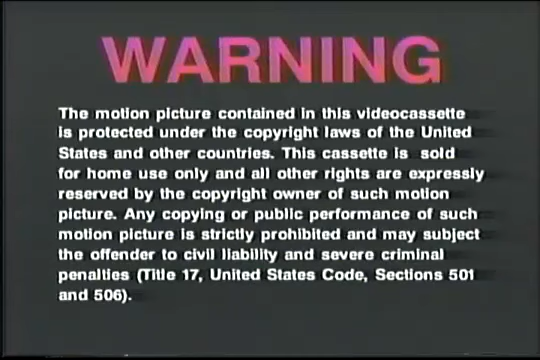 WARNING
The motion picture contained in this videocassette
is protected under the copyright laws of the United
States and other countries. This cassette is sold
for home use only and all other rights are expressly
reserved by the copyright owner of such motion
picture. Any copying or public performance of such
motion picture is strictly prohibited and may subject
the offender to civil liability and severe criminal
penalties (Title 17, United States Code, Sections 501
and 506).